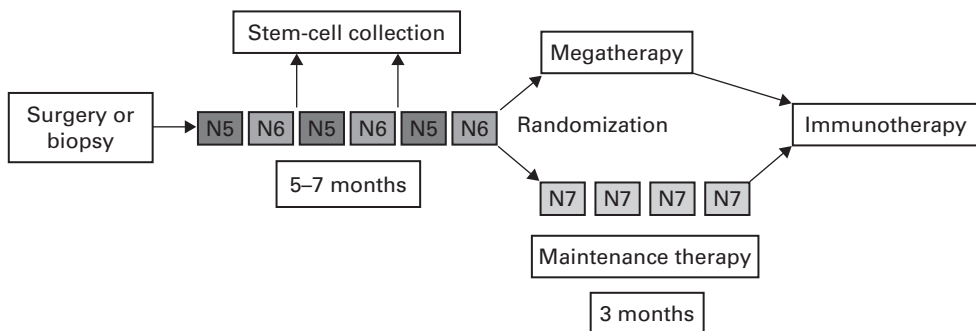 Stem-cell collection
Megatherapy
Surgery or
biopsy
N5 N6 N5 N6 N5 N6
Randomization
Immunotherapy
5–7 months
N7 N7 N7 N7
Maintenance therapy
3 months